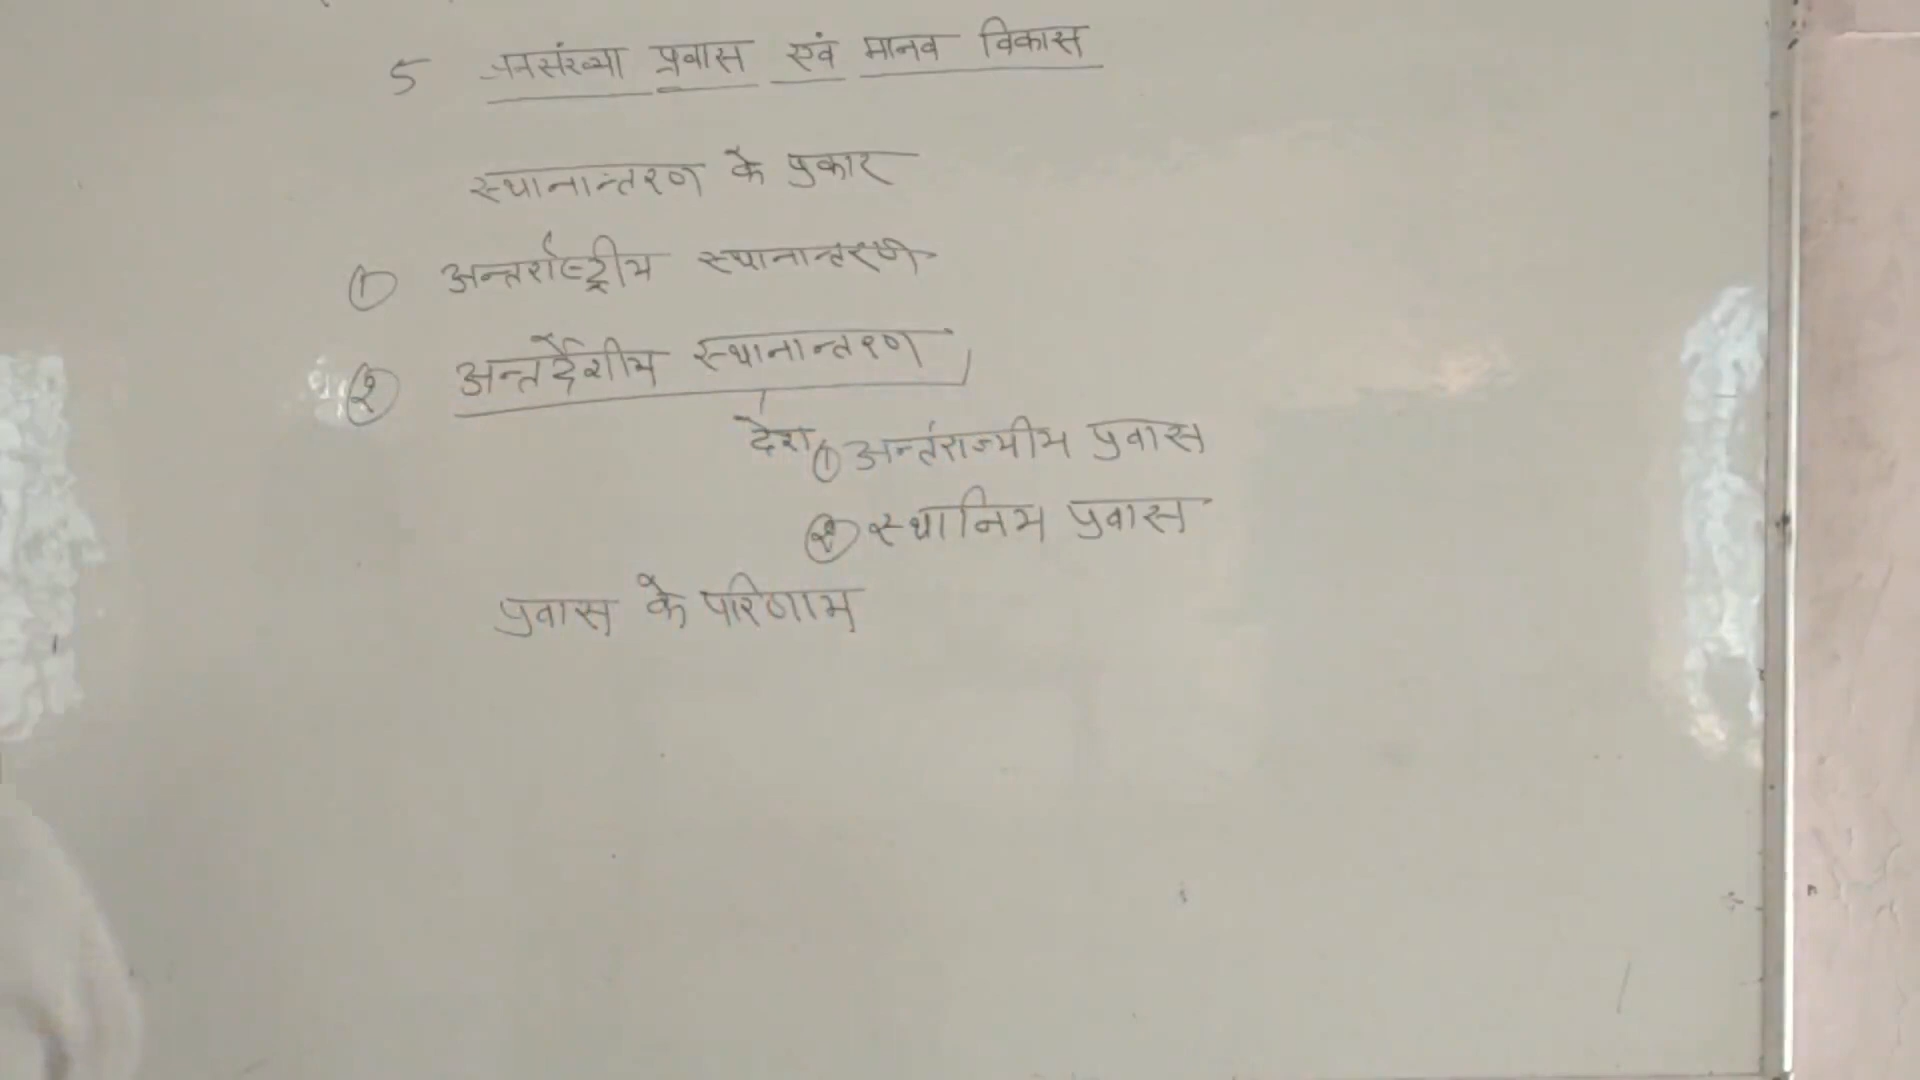 5 जनसंख्या प्रवास एवं मानव विकास
स्थानान्तरण के प्रकार
① अन्तर्राष्ट्रीय स्थानान्तरण
② अन्तर्देशीय स्थानान्तरण
देश ① अर्न्तराज्यीय प्रवास
② स्थानिय प्रवास
प्रवास के परिणाम